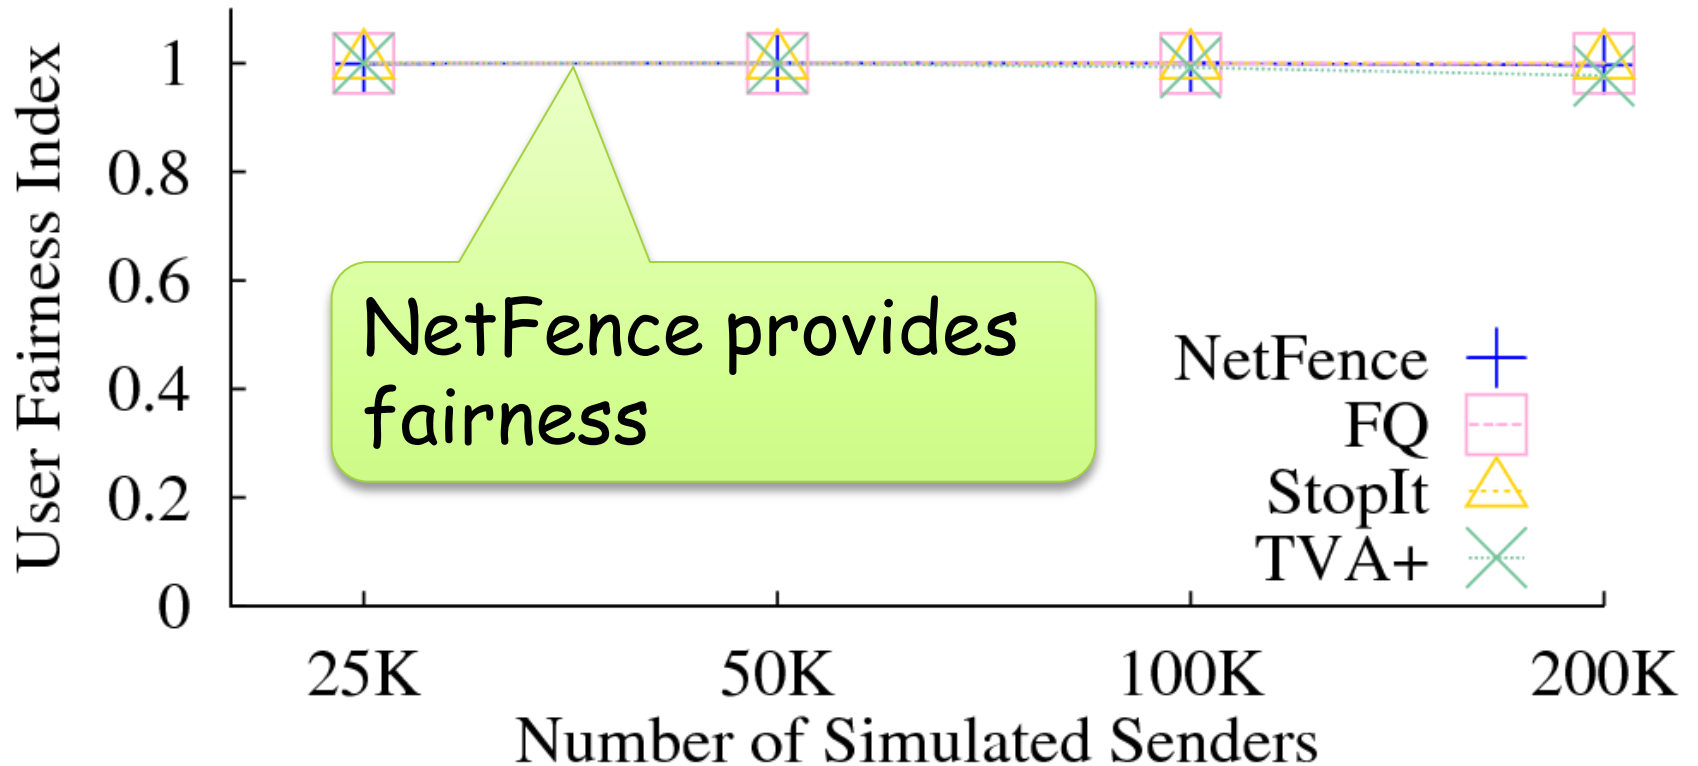 User Fairness Index
1
0.8
0.6
0.4
0.2
0
NetFence provides
fairness
NetFence
FQ
StopIt
TVA+
25K 50K 100K 200K
Number of Simulated Senders